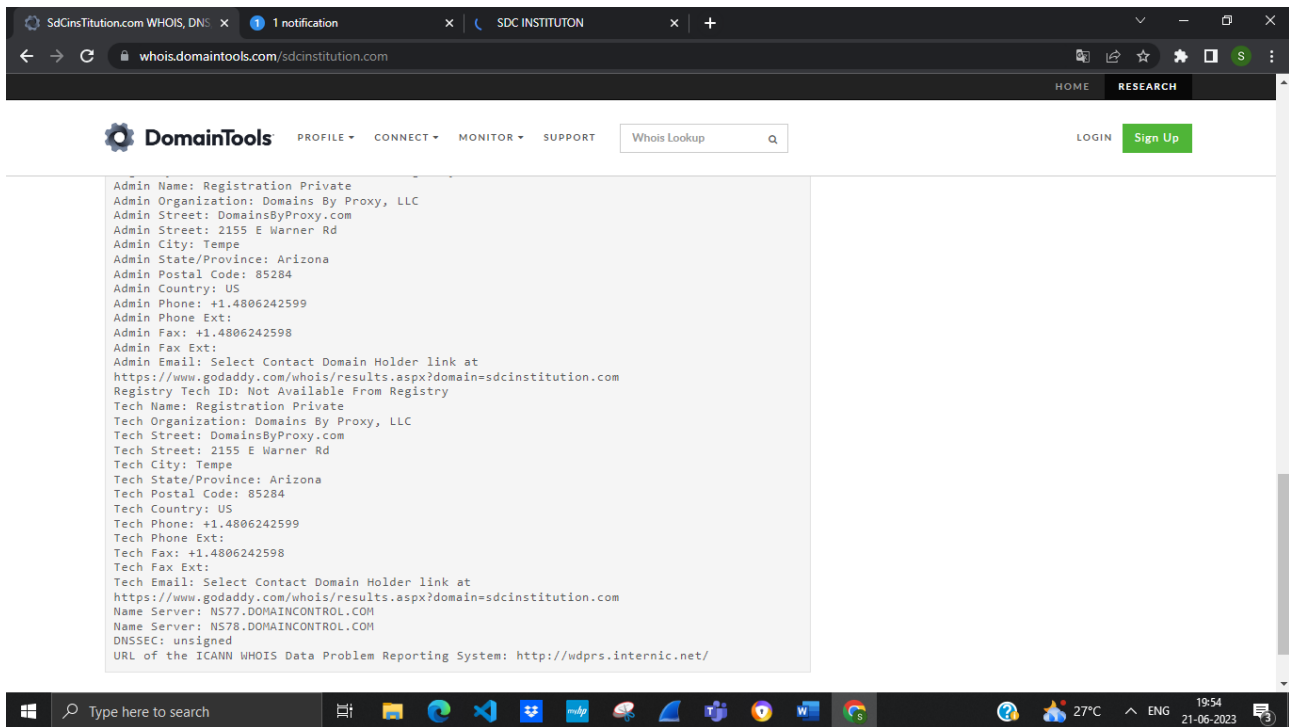 SdCinsTitution.com WHOIS, DNS
1 1 notification
SDC INSTITUTON
whois.domaintools.com/sdcinstitution.com
S
HOME RESEARCH
DomainTools PROFILE CONNECT MONITOR SUPPORT Whois Lookup LOGIN Sign Up
Admin Name: Registration Private
Admin Organization: Domains By Proxy, LLC
Admin Street: DomainsByProxy.com
Admin Street: 2155 E Warner Rd
Admin City: Tempe
Admin State/Province: Arizona
Admin Postal Code: 85284
Admin Country: US
Admin Phone: +1.4806242599
Admin Phone Ext:
Admin Fax: +1.4806242598
Admin Fax Ext:
Admin Email: Select Contact Domain Holder link at
https://www.godaddy.com/whois/results.aspx?domain=sdcinstitution.com
Registry Tech ID: Not Available From Registry
Tech Name: Registration Private
Tech Organization: Domains By Proxy, LLC
Tech Street: DomainsByProxy.com
Tech Street: 2155 E Warner Rd
Tech City: Tempe
Tech State/Province: Arizona
Tech Postal Code: 85284
Tech Country: US
Tech Phone: +1.4806242599
Tech Phone Ext:
Tech Fax: +1.4806242598
Tech Fax Ext:
Tech Email: Select Contact Domain Holder link at
https://www.godaddy.com/whois/results.aspx?domain=sdcinstitution.com
Name Server: NS77.DOMAINCONTROL.COM
Name Server: NS78.DOMAINCONTROL.COM
DNSSEC: unsigned
URL of the ICANN WHOIS Data Problem Reporting System: http://wdprs.internic.net/
Type here to search
27°C ENG
19:54
21-06-2023
3